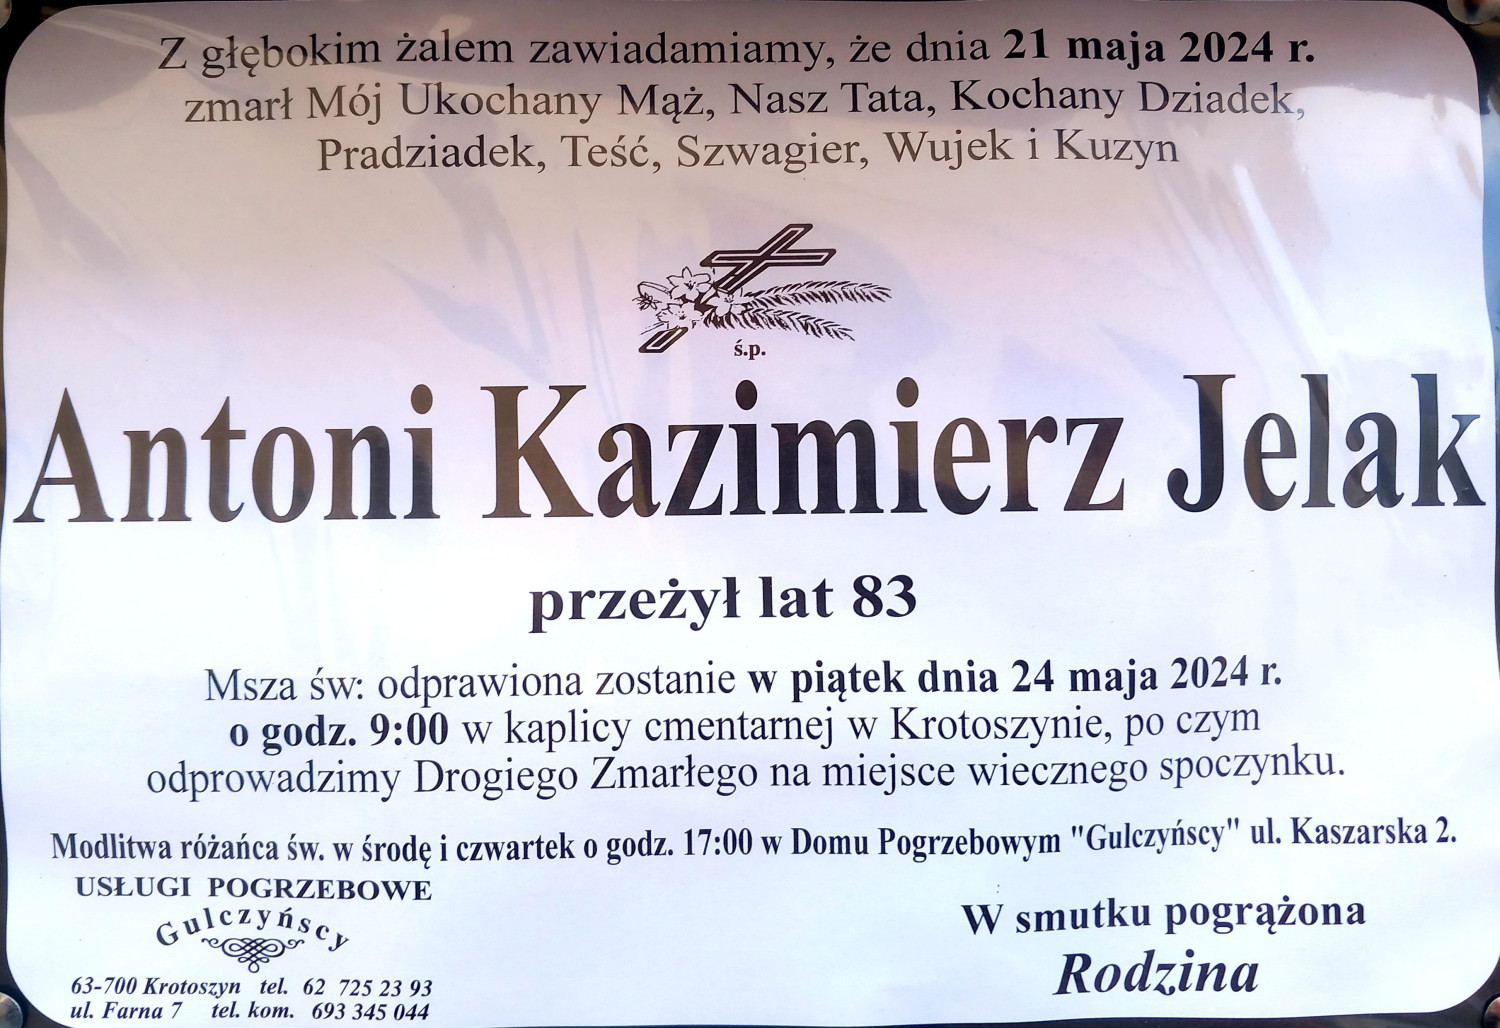 Z głębokim żalem zawiadamiamy, że dnia 21 maja 2024 r.
zmarł Mój Ukochany Mąż, Nasz Tata, Kochany Dziadek,
Pradziadek, Teść, Szwagier, Wujek i Kuzyn
ś.p.
Antoni Kazimierz Jelak
przeżył lat 83
Msza św: odprawiona zostanie w piątek dnia 24 maja 2024 r.
o godz. 9:00 w kaplicy cmentarnej w Krotoszynie, po czym
odprowadzimy Drogiego Zmarłego na miejsce wiecznego spoczynku.
Modlitwa różańca św. w środę i czwartek o godz. 17:00 w Domu Pogrzebowym "Gulczyńscy" ul. Kaszarska 2.
USŁUGI POGRZEBOWE
Gulczyńscy
63-700 Krotoszyn tel. 62 725 23 93
ul. Farna 7 tel. kom. 693 345 044
W smutku pogrążona
Rodzina